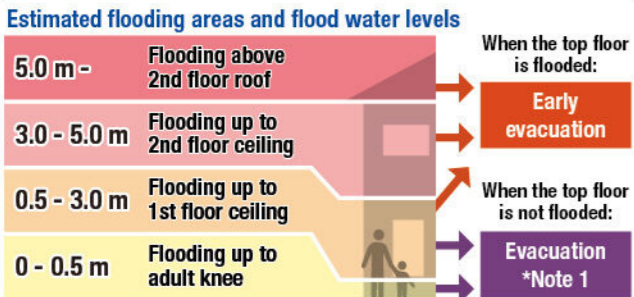 Estimated flooding areas and flood water levels
5.0 m -
Flooding above
2nd floor roof
3.0 - 5.0 m
Flooding up to
2nd floor ceiling
0.5 - 3.0 m
Flooding up to
1st floor ceiling
0 - 0.5 m
Flooding up to
adult knee
When the top floor
is flooded:
Early
evacuation
When the top floor
is not flooded:
Evacuation
*Note 1